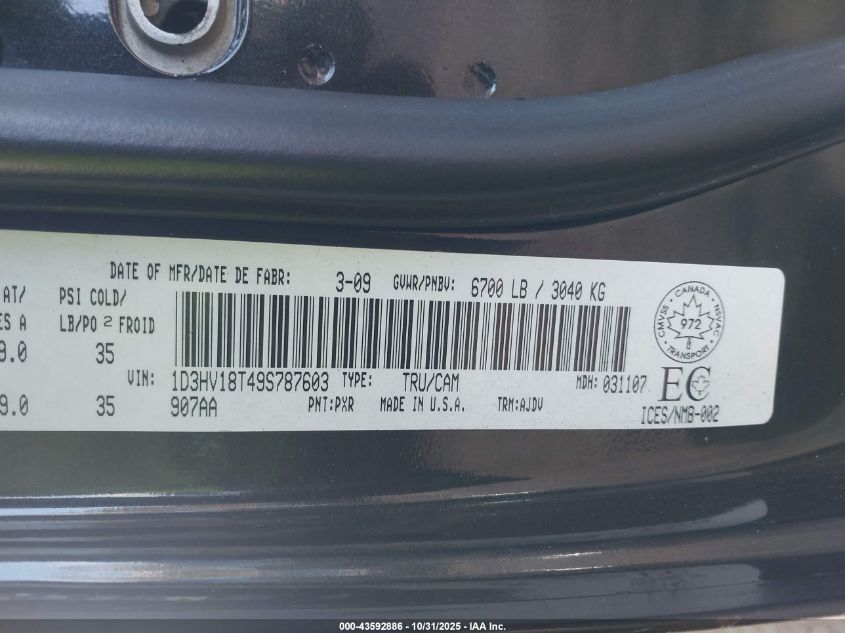 DATE OF MFR/DATE DE FABR: 3-09 GVWR/PNBV: 6700 LB / 3040 KG
AT/ PSI COLD/
ES A LB/PO 2 FROID
9.0 35
VIN: 1D3HV18T49S787603 TYPE: TRU/CAM MDH: 031107
9.0 35 907AA PNT:PXR MADE IN U.S.A. TRM:AJDV
CANADA
CMVSS NSVAC
972
TRANSPORT
EC
ICES/NMB-002
000-43592886 - 10/31/2025 - IAA Inc.